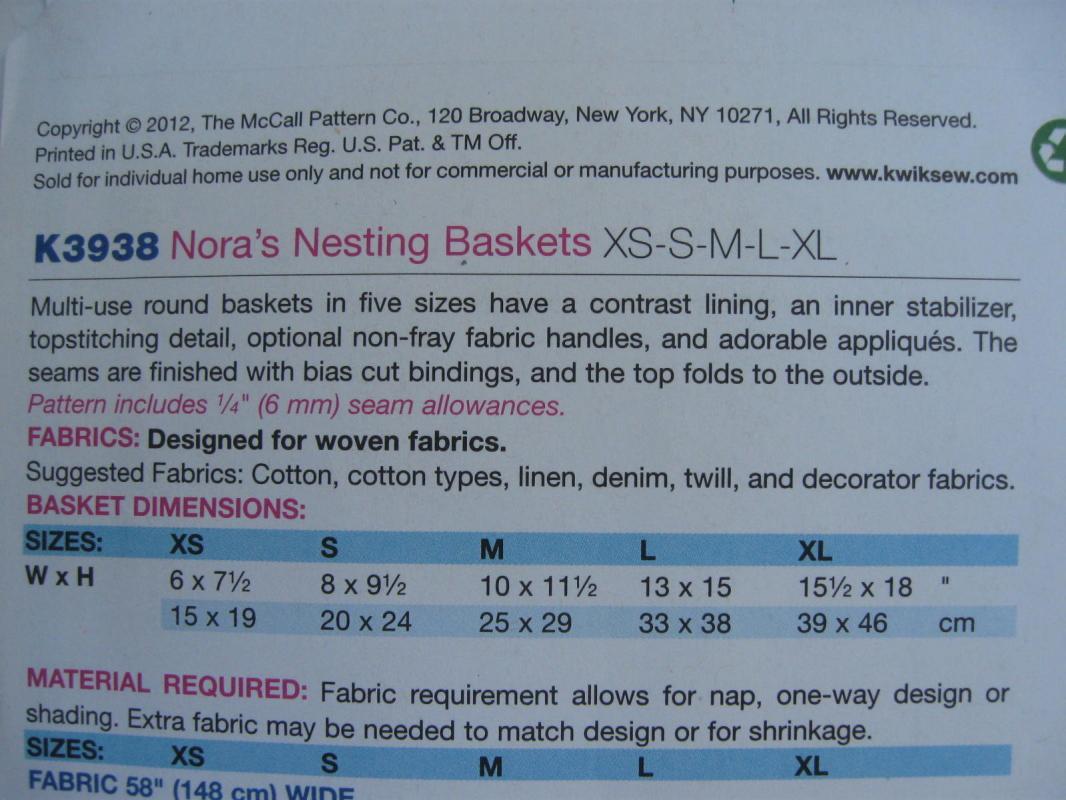 Copyright © 2012, The McCall Pattern Co., 120 Broadway, New York, NY 10271, All Rights Reserved.
Printed in U.S.A. Trademarks Reg. U.S. Pat. & TM Off.
Sold for individual home use only and not for commercial or manufacturing purposes. www.kwiksew.com
K3938 Nora's Nesting Baskets XS-S-M-L-XL
Multi-use round baskets in five sizes have a contrast lining, an inner stabilizer,
topstitching detail, optional non-fray fabric handles, and adorable appliqués. The
seams are finished with bias cut bindings, and the top folds to the outside.
Pattern includes ¼" (6 mm) seam allowances.
FABRICS: Designed for woven fabrics.
Suggested Fabrics: Cotton, cotton types, linen, denim, twill, and decorator fabrics.
BASKET DIMENSIONS:
SIZES: XS S M L XL
W x H 6 x 7½ 8 x 9½ 10 x 11½ 13 x 15 15½ x 18 "
15 x 19 20 x 24 25 x 29 33 x 38 39 x 46 cm
MATERIAL REQUIRED: Fabric requirement allows for nap, one-way design or
shading. Extra fabric may be needed to match design or for shrinkage.
SIZES: XS S M L XL
FABRIC 58" (148 cm) WIDE